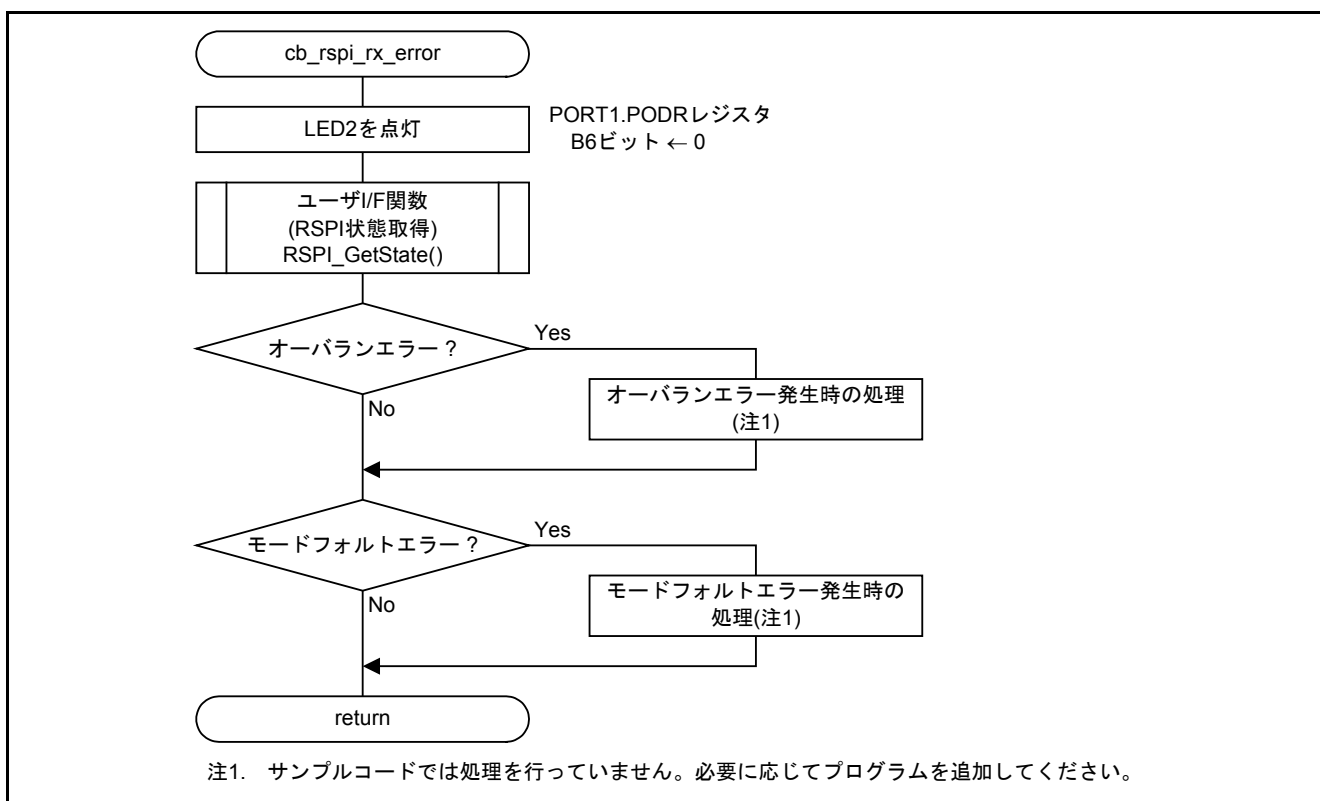 cb_rspi_rx_error
LED2を点灯
PORT1.PODRレジスタ
B6ビット ← 0
ユーザI/F関数
(RSPI状態取得)
RSPI_GetState()
オーバランエラー ?
Yes
オーバランエラー発生時の処理
(注1)
No
モードフォルトエラー ?
Yes
モードフォルトエラー発生時の
処理(注1)
No
return
注1. サンプルコードでは処理を行っていません。必要に応じてプログラムを追加してください。